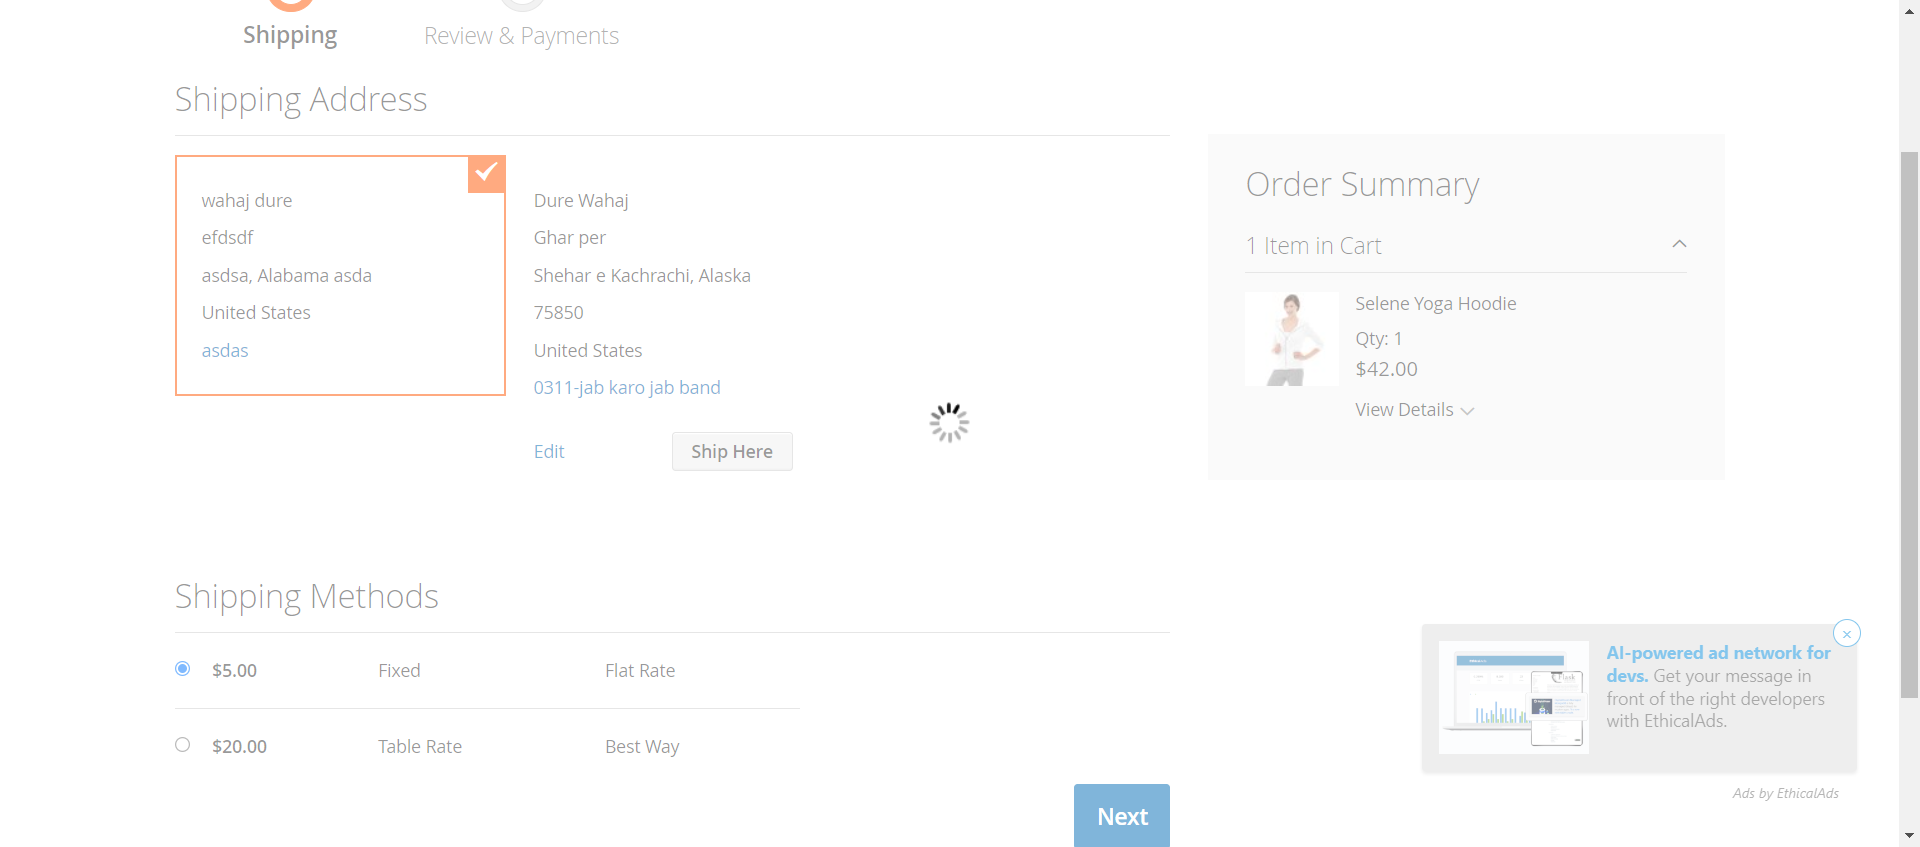 Shipping
Review & Payments
Shipping Address
wahaj dure
efdsdf
asdsa, Alabama asda
United States
asdas
Dure Wahaj
Ghar per
Shehar e Kachrachi, Alaska
75850
United States
0311-jab karo jab band
Edit
Ship Here
Order Summary
1 Item in Cart
Selene Yoga Hoodie
Qty: 1
$42.00
View Details
Shipping Methods
$5.00 Fixed Flat Rate
$20.00 Table Rate Best Way
Next
AI-powered ad network for
devs. Get your message in
front of the right developers
with EthicalAds.
Ads by EthicalAds